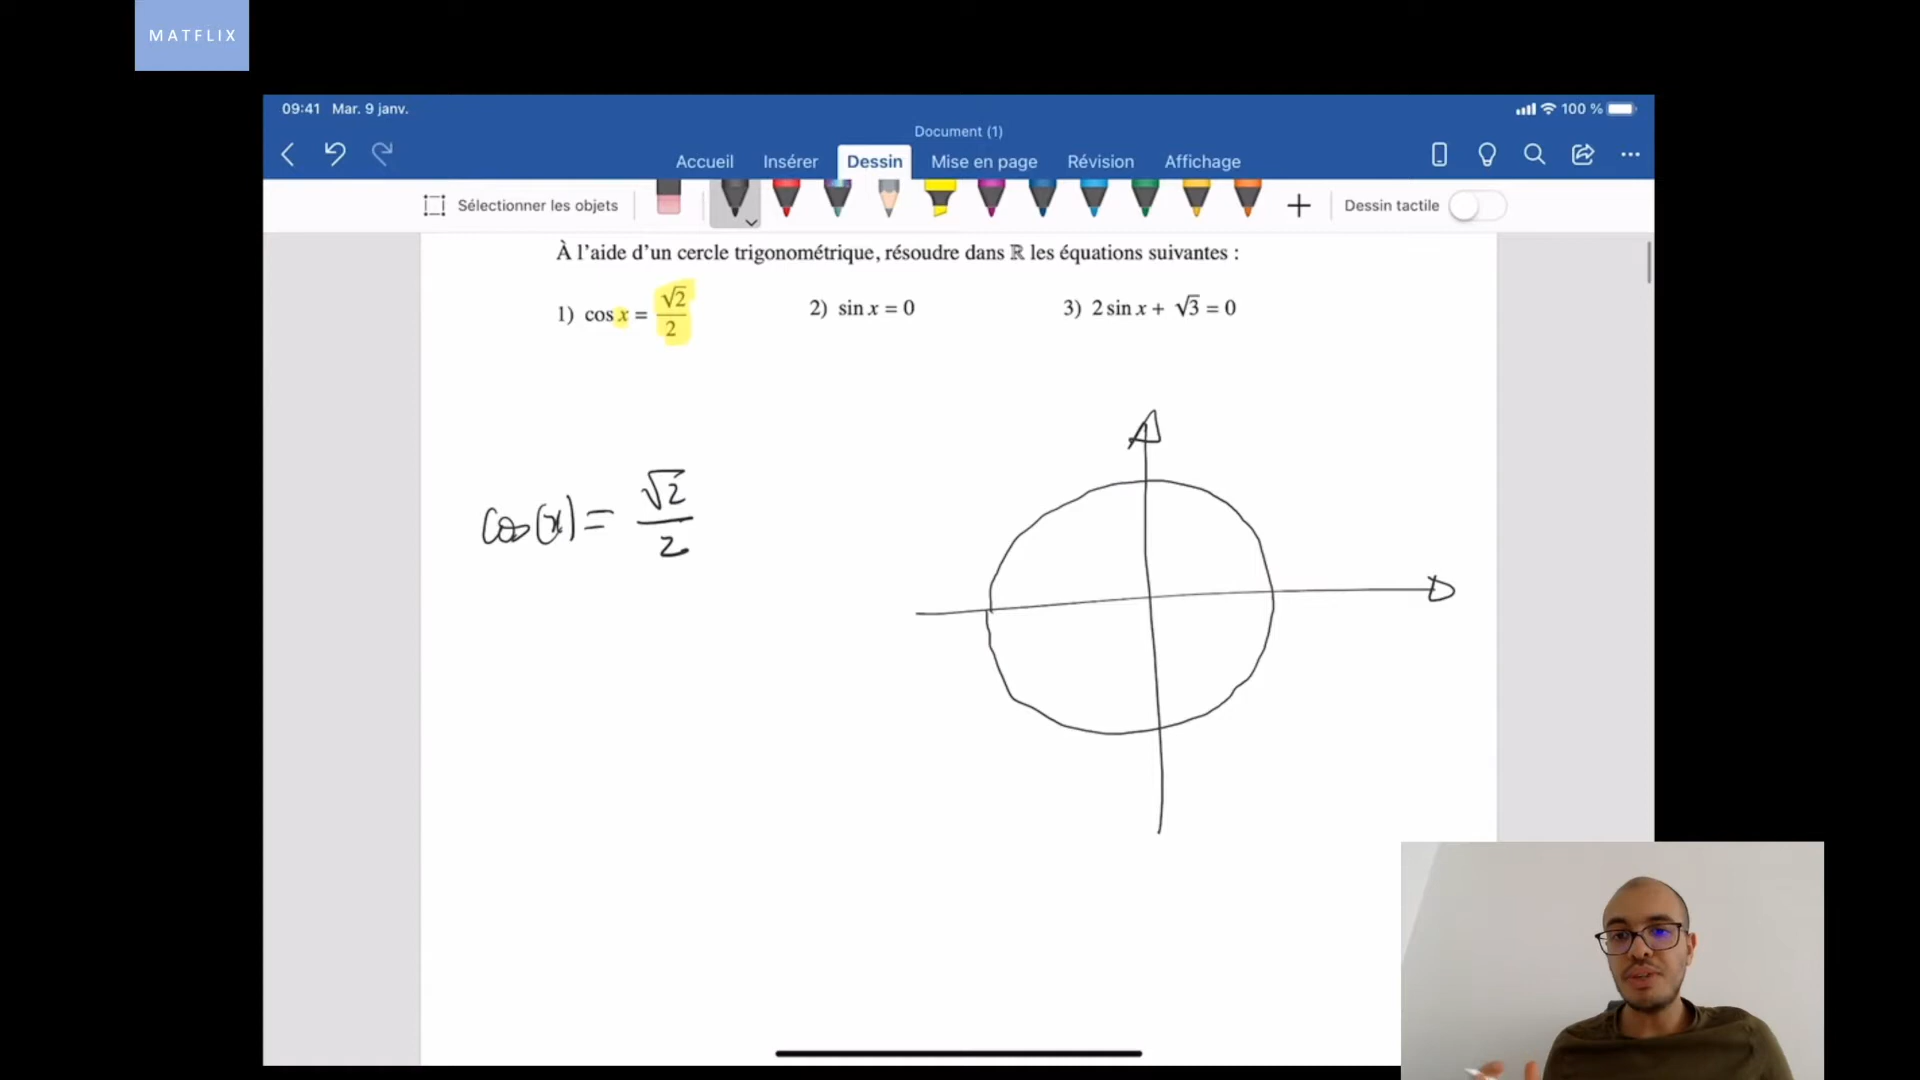 MATFLIX
09:41 Mar. 9 janv.
100 %
Document (1)
Accueil Insérer Dessin Mise en page Révision Affichage
Sélectionner les objets
Dessin tactile
À l'aide d'un cercle trigonométrique, résoudre dans ℝ les équations suivantes :
1) cos x = √2/2 2) sin x = 0 3) 2 sin x + √3 = 0
cos(x) = √2/2